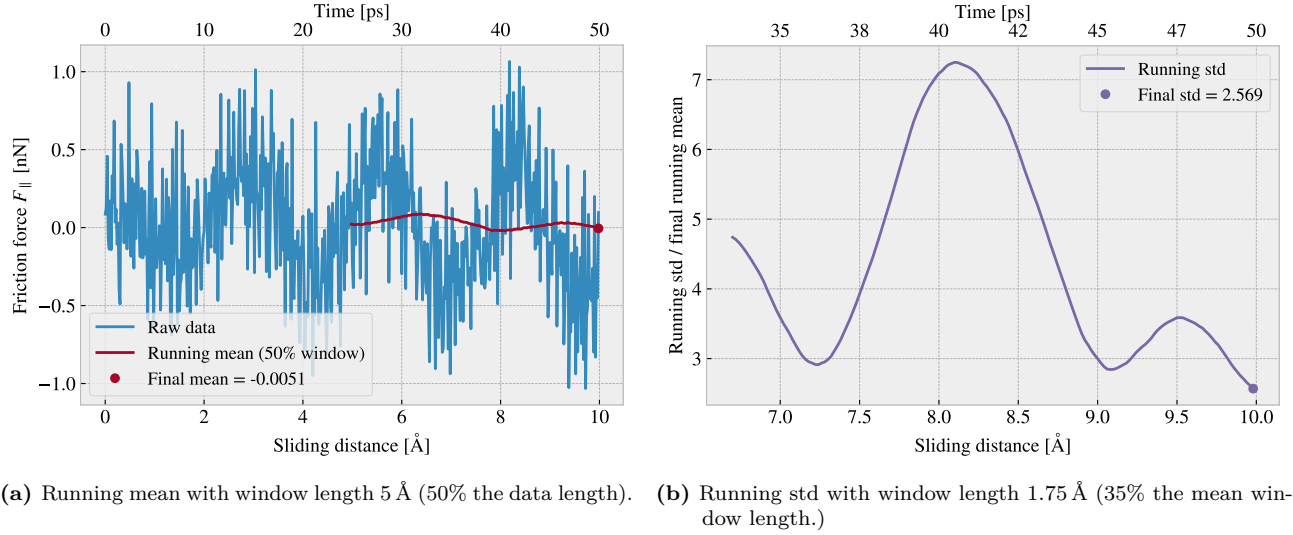 Time [ps]
0 10 20 30 40 50
1.0
0.5
0.0
−0.5
−1.0
Friction force F∥ [nN]
Raw data
Running mean (50% window)
Final mean = -0.0051
0 2 4 6 8 10
Sliding distance [Å]
(a) Running mean with window length 5 Å (50% the data length).
Time [ps]
35 38 40 42 45 47 50
7
6
5
4
3
Running std / final running mean
Running std
Final std = 2.569
7.0 7.5 8.0 8.5 9.0 9.5 10.0
Sliding distance [Å]
(b) Running std with window length 1.75 Å (35% the mean win-
dow length.)